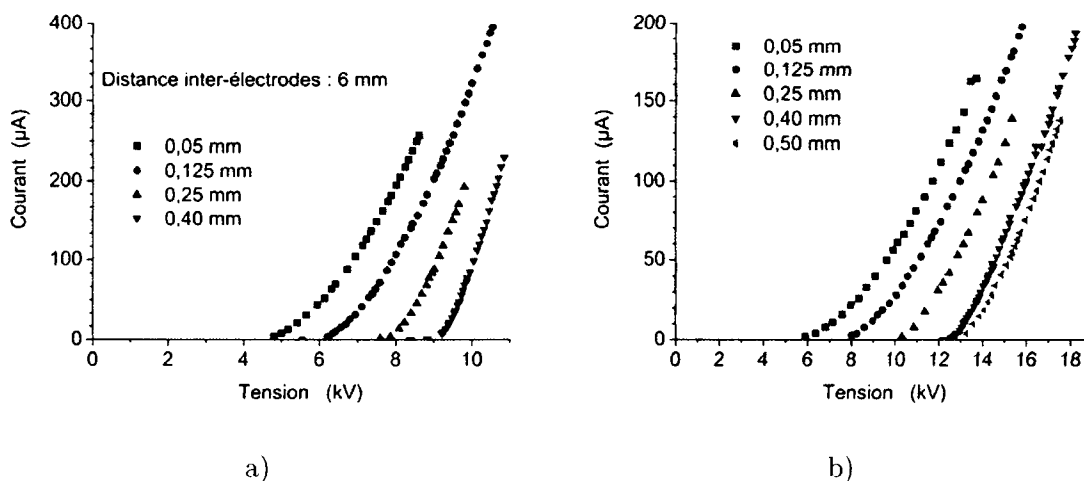 400
300
200
100
0
Courant (µA)
Distance inter-électrodes : 6 mm
0,05 mm
0,125 mm
0,25 mm
0,40 mm
0 2 4 6 8 10
Tension (kV)
a)
200
150
100
50
0
Courant (µA)
0,05 mm
0,125 mm
0,25 mm
0,40 mm
0,50 mm
0 2 4 6 8 10 12 14 16 18
Tension (kV)
b)